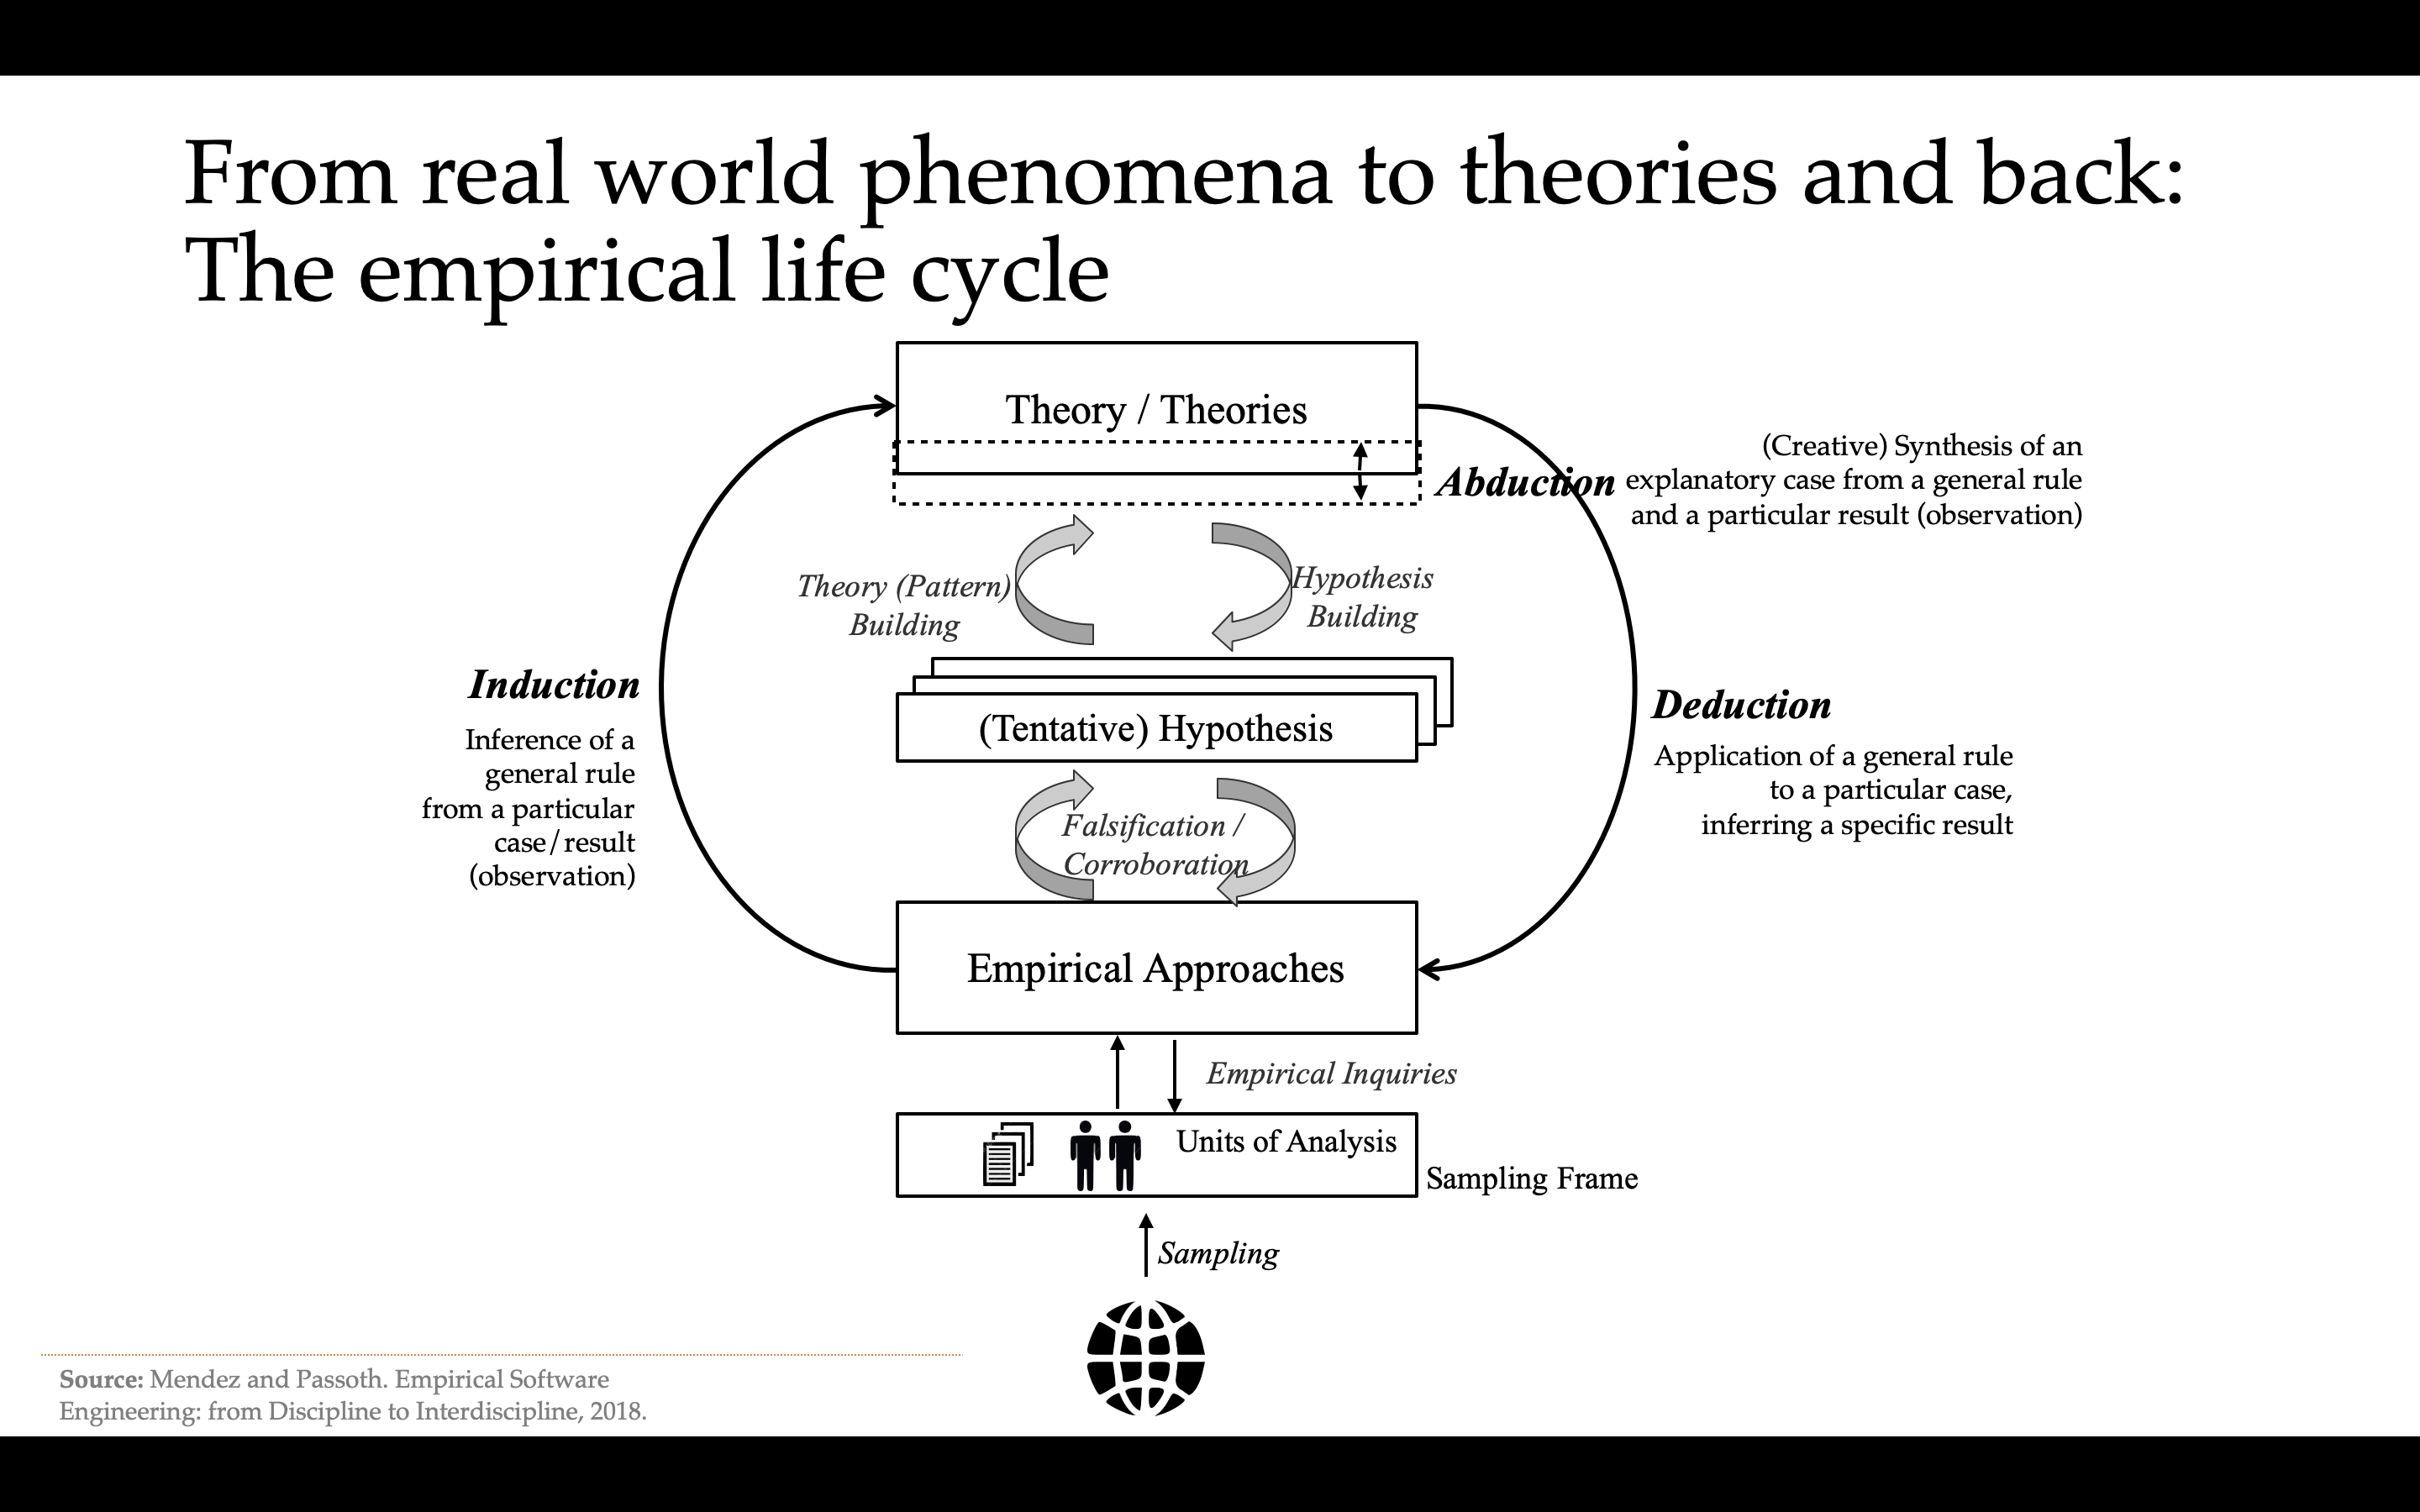 From real world phenomena to theories and back:
The empirical life cycle
Theory / Theories
Abduction
(Creative) Synthesis of an
explanatory case from a general rule
and a particular result (observation)
Theory (Pattern)
Building
Hypothesis
Building
Induction
Inference of a
general rule
from a particular
case/result
(observation)
(Tentative) Hypothesis
Deduction
Application of a general rule
to a particular case,
inferring a specific result
Falsification /
Corroboration
Empirical Approaches
Empirical Inquiries
Units of Analysis
Sampling Frame
Sampling
Source: Mendez and Passoth. Empirical Software
Engineering: from Discipline to Interdiscipline, 2018.